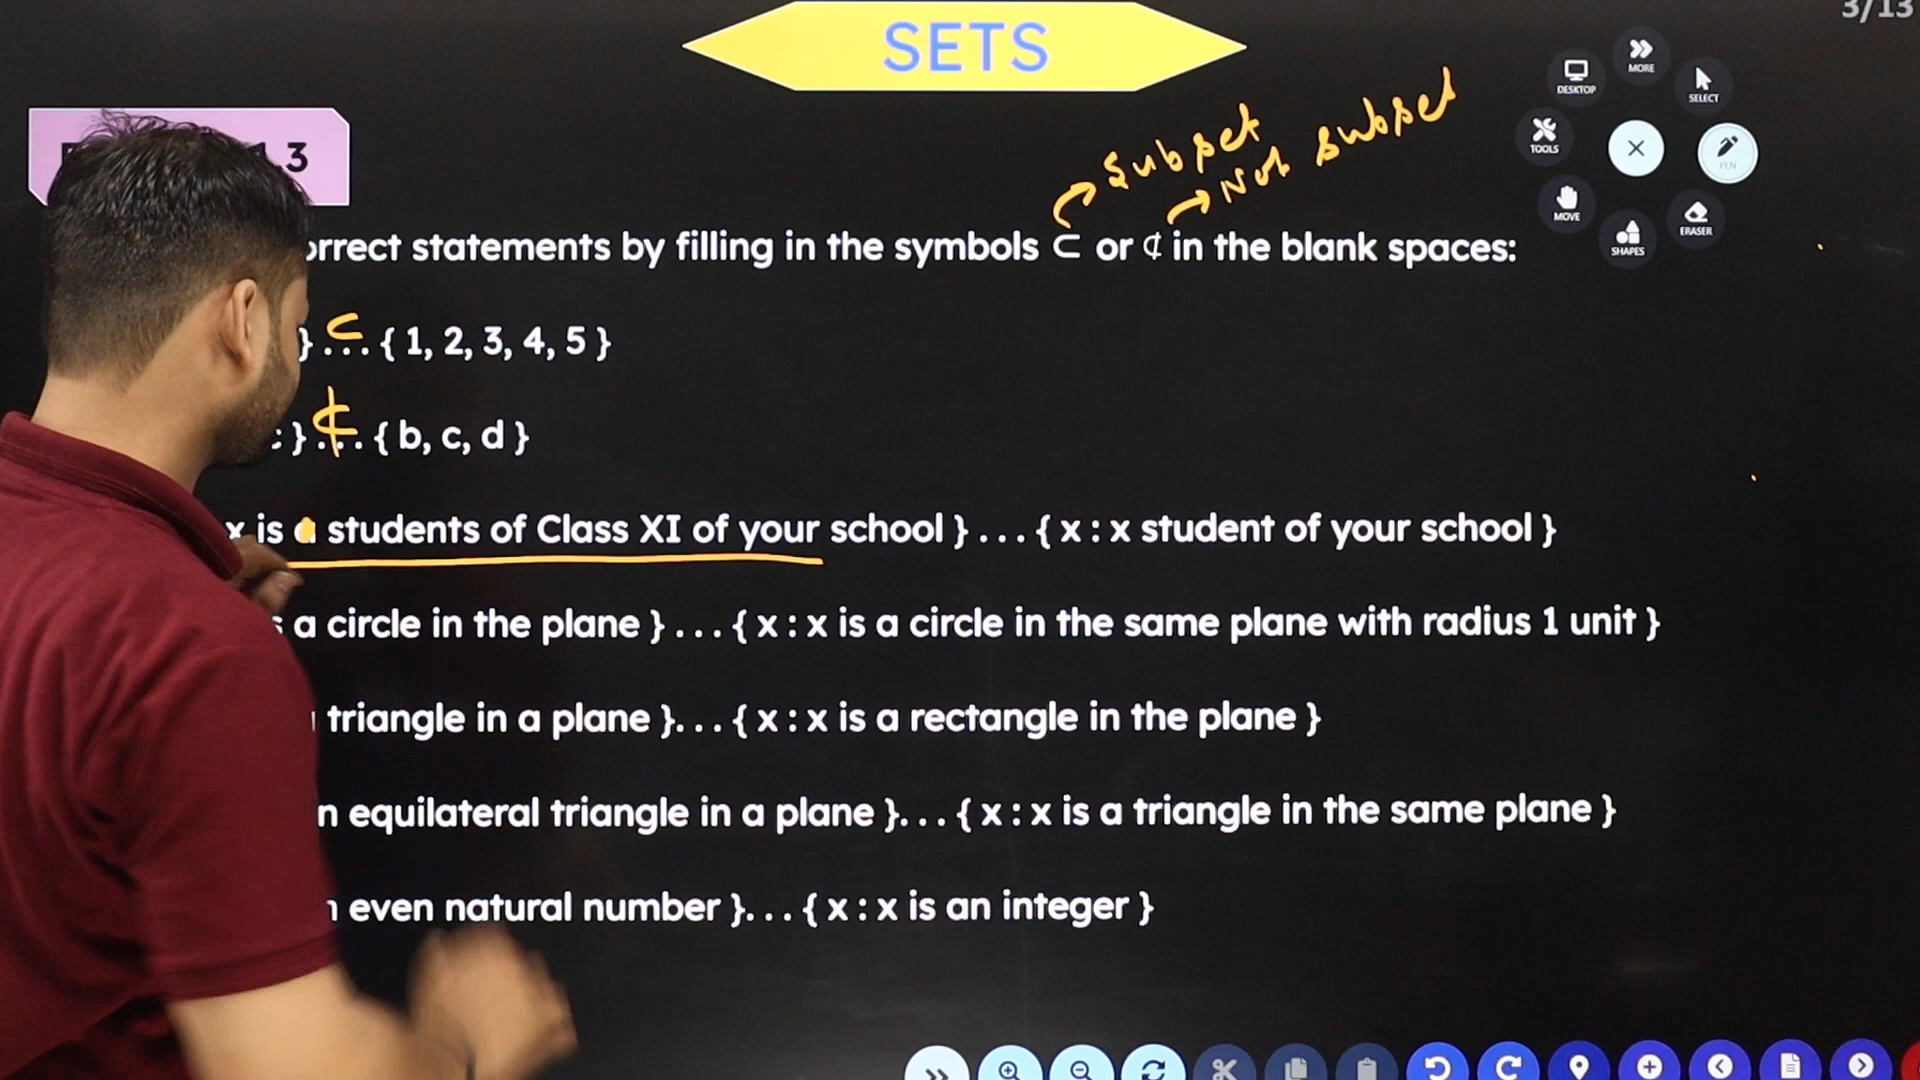 3/13
SETS
MORE
DESKTOP
SELECT
TOOLS
PEN
MOVE
ERASER
SHAPES
Subset
Not subset
.3
orrect statements by filling in the symbols ⊂ or ⊄ in the blank spaces:
} ⊂ ... { 1, 2, 3, 4, 5 }
} ⊄ ... { b, c, d }
x is a students of Class XI of your school } ... { x : x student of your school }
a circle in the plane } ... { x : x is a circle in the same plane with radius 1 unit }
triangle in a plane }... { x : x is a rectangle in the plane }
n equilateral triangle in a plane }... { x : x is a triangle in the same plane }
even natural number }... { x : x is an integer }